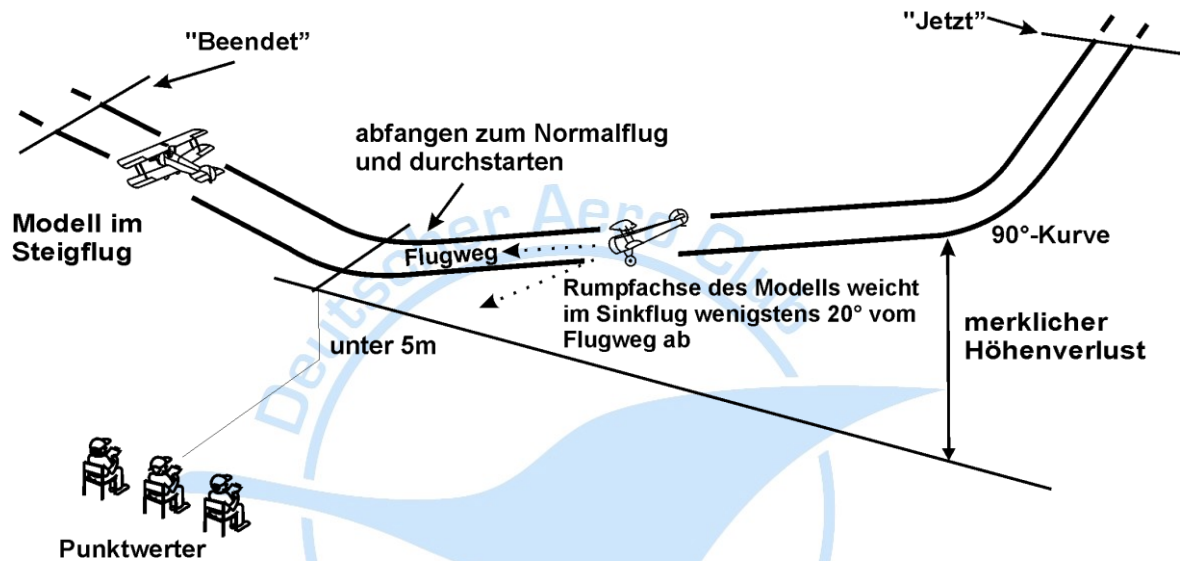 "Jetzt”
"Beendet”
abfangen zum Normalflug
und durchstarten
Modell im
Steigflug
Flugweg
90°-Kurve
Rumpfachse des Modells weicht
im Sinkflug wenigstens 20° vom
Flugweg ab
merklicher
Höhenverlust
unter 5m
Punktwerter
Deutscher Aero Club